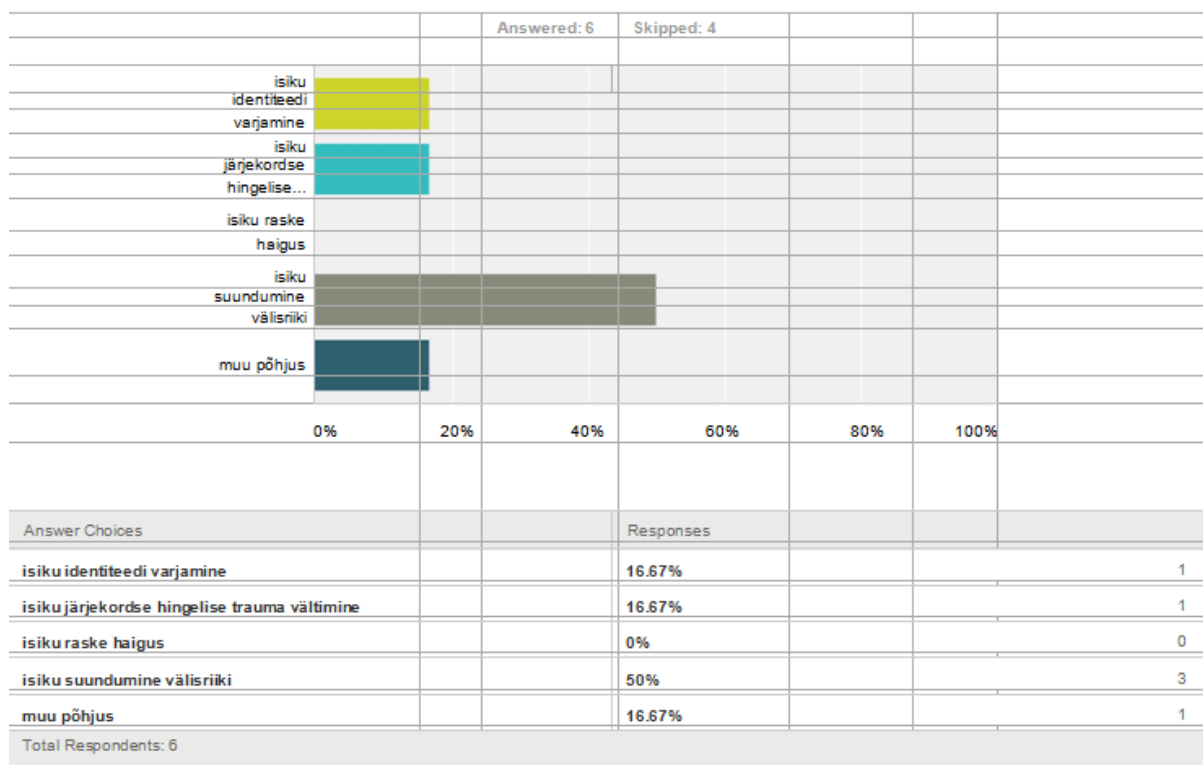 Answered: 6 Skipped: 4
isiku
identiteedi
varjamine
isiku
järjekordse
hingelise...
isiku raske
haigus
isiku
suundumine
välisriiki
muu põhjus
0% 20% 40% 60% 80% 100%
Answer Choices Responses
isiku identiteedi varjamine 16.67% 1
isiku järjekordse hingelise trauma vältimine 16.67% 1
isiku raske haigus 0% 0
isiku suundumine välisriiki 50% 3
muu põhjus 16.67% 1
Total Respondents: 6